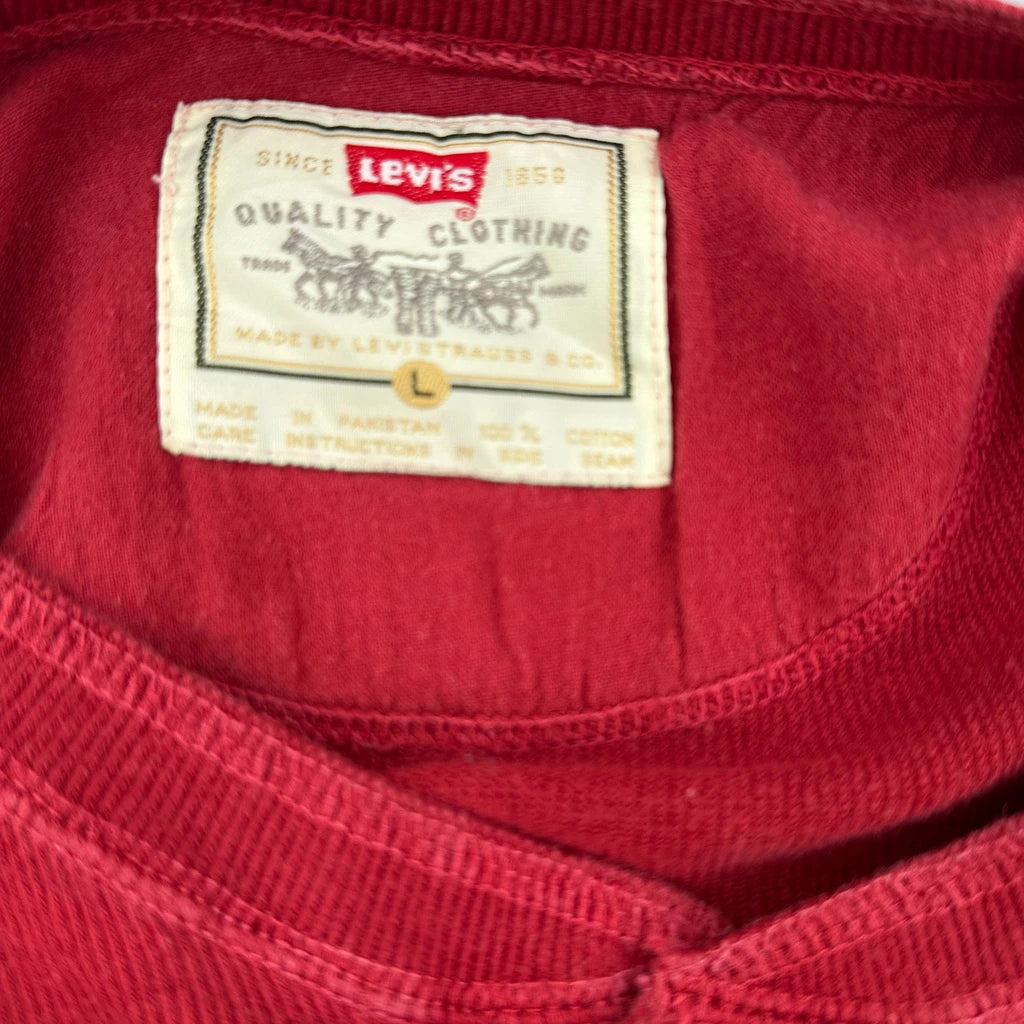 SINCE LEVI'S ® 1850
QUALITY CLOTHING
TRADE MARK
MADE BY LEVI STRAUSS & CO.
L
MADE IN PAKISTAN 100 % COTTON
CARE INSTRUCTIONS IN SIDE SEAM